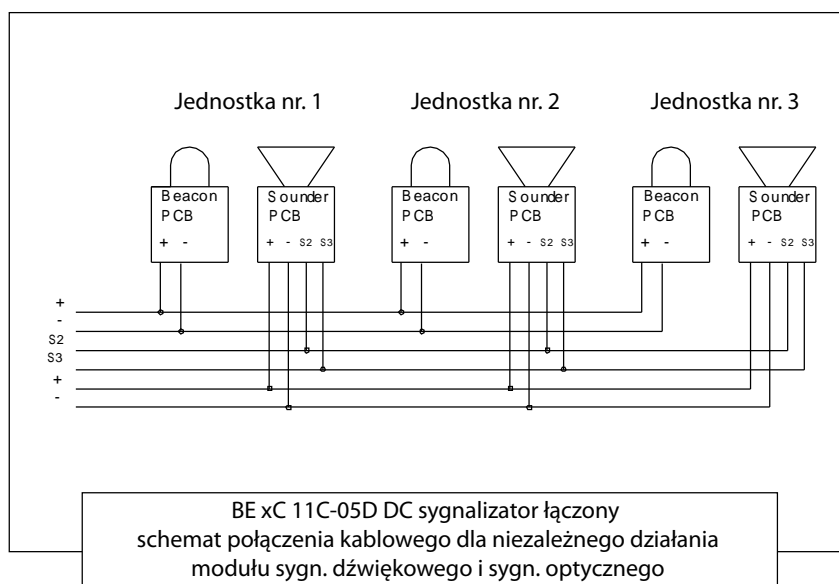 Jednostka nr. 1 Jednostka nr. 2 Jednostka nr. 3
Beacon PCB + -
Sounder PCB + - S2 S3
Beacon PCB + -
Sounder PCB + - S2 S3
Beacon PCB + -
Sounder PCB + - S2 S3
+
-
S2
S3
+
-
BE xC 11C-05D DC sygnalizator łączony
schemat połączenia kablowego dla niezależnego działania
modułu sygn. dźwiękowego i sygn. optycznego